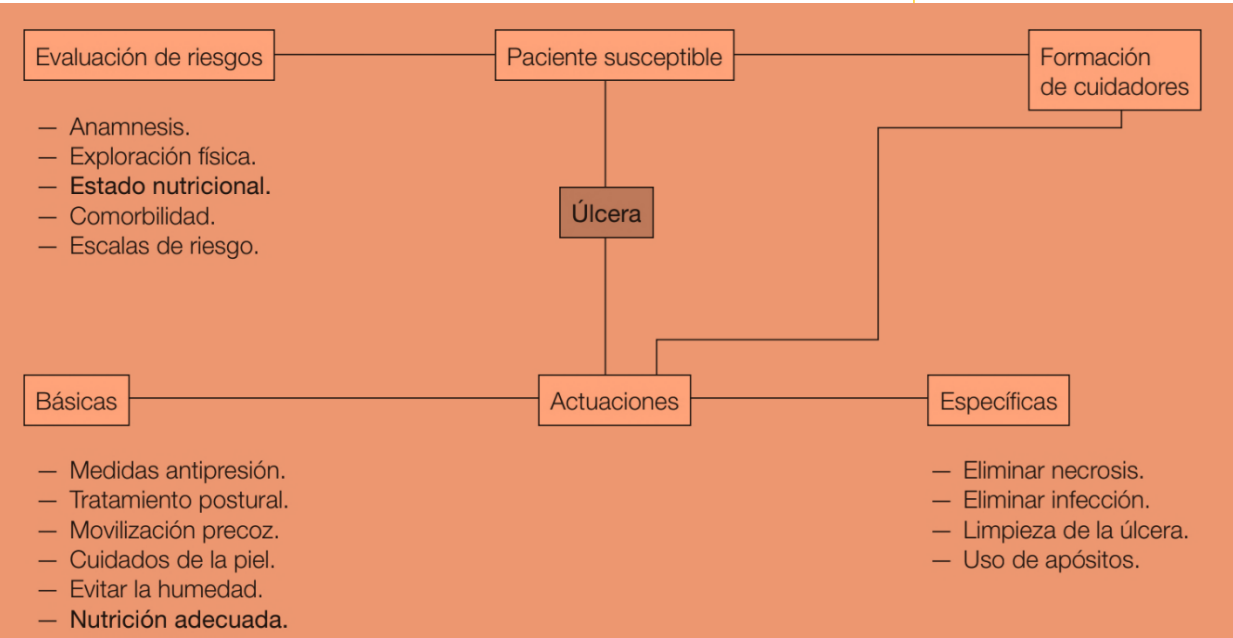 Evaluación de riesgos
Paciente susceptible
Formación
de cuidadores
— Anamnesis.
— Exploración física.
— Estado nutricional.
— Comorbilidad.
— Escalas de riesgo.
Úlcera
Básicas
Actuaciones
Específicas
— Medidas antipresión.
— Tratamiento postural.
— Movilización precoz.
— Cuidados de la piel.
— Evitar la humedad.
— Nutrición adecuada.
— Eliminar necrosis.
— Eliminar infección.
— Limpieza de la úlcera.
— Uso de apósitos.